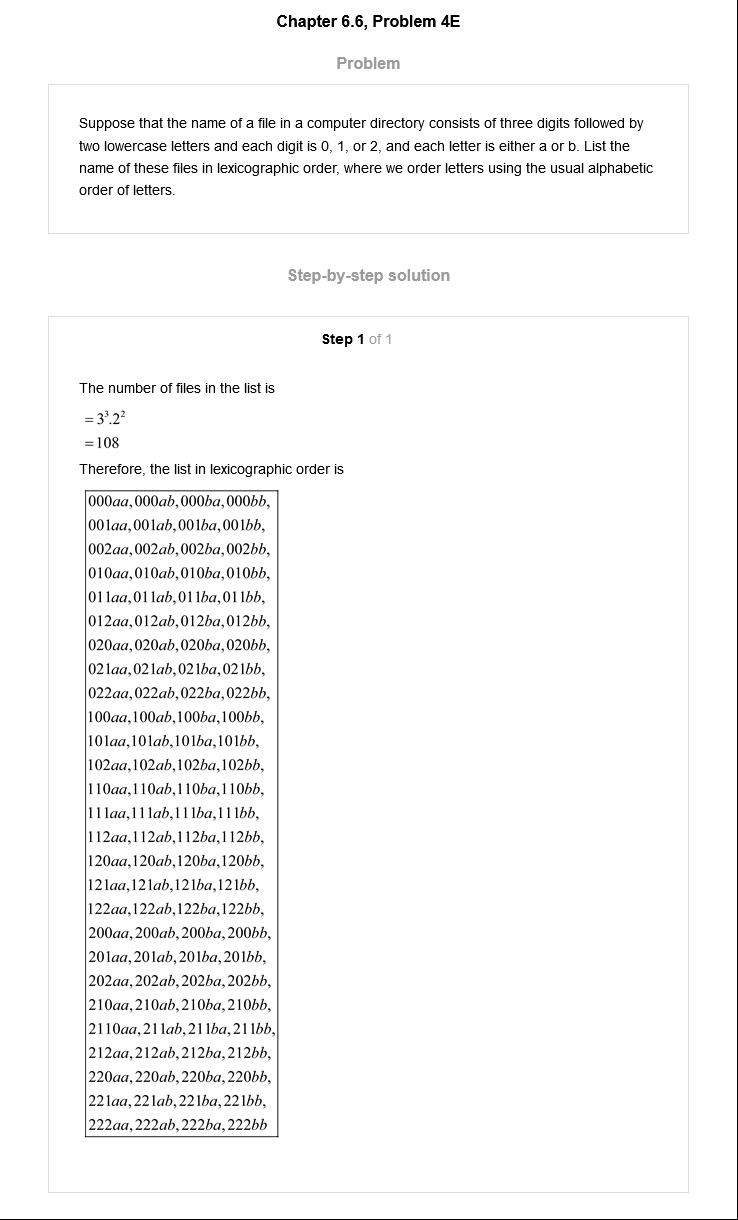 Chapter 6.6, Problem 4E
Problem
Suppose that the name of a file in a computer directory consists of three digits followed by
two lowercase letters and each digit is 0, 1, or 2, and each letter is either a or b. List the
name of these files in lexicographic order, where we order letters using the usual alphabetic
order of letters.
Step-by-step solution
Step 1 of 1
The number of files in the list is
= 3³.2²
= 108
Therefore, the list in lexicographic order is
000aa, 000ab, 000ba, 000bb,
001aa, 001ab, 001ba, 001bb,
002aa, 002ab, 002ba, 002bb,
010aa, 010ab, 010ba, 010bb,
011aa, 011ab, 011ba, 011bb,
012aa, 012ab, 012ba, 012bb,
020aa, 020ab, 020ba, 020bb,
021aa, 021ab, 021ba, 021bb,
022aa, 022ab, 022ba, 022bb,
100aa, 100ab, 100ba, 100bb,
101aa, 101ab, 101ba, 101bb,
102aa, 102ab, 102ba, 102bb,
110aa, 110ab, 110ba, 110bb,
111aa, 111ab, 111ba, 111bb,
112aa, 112ab, 112ba, 112bb,
120aa, 120ab, 120ba, 120bb,
121aa, 121ab, 121ba, 121bb,
122aa, 122ab, 122ba, 122bb,
200aa, 200ab, 200ba, 200bb,
201aa, 201ab, 201ba, 201bb,
202aa, 202ab, 202ba, 202bb,
210aa, 210ab, 210ba, 210bb,
2110aa, 211ab, 211ba, 211bb,
212aa, 212ab, 212ba, 212bb,
220aa, 220ab, 220ba, 220bb,
221aa, 221ab, 221ba, 221bb,
222aa, 222ab, 222ba, 222bb